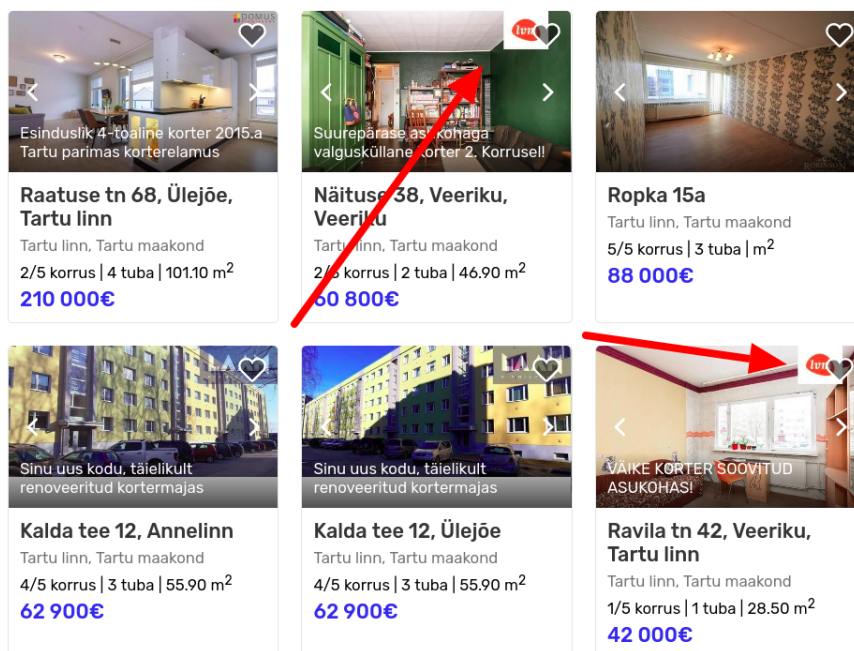 DOMUS
Esinduslik 4-toaline korter 2015.a
Tartu parimas korterelamus
Raatuse tn 68, Ülejõe,
Tartu linn
Tartu linn, Tartu maakond
2/5 korrus | 4 tuba | 101.10 m²
210 000€
lvm
Suurepärase asukohaga
valgusküllane korter 2. Korrusel!
Näituse 38, Veeriku,
Veeriku
Tartu linn, Tartu maakond
2/5 korrus | 2 tuba | 46.90 m²
60 800€
ROBINSON
Ropka 15a
Tartu linn, Tartu maakond
5/5 korrus | 3 tuba | m²
88 000€
Sinu uus kodu, täielikult
renoveeritud kortermajas
Kalda tee 12, Annelinn
Tartu linn, Tartu maakond
4/5 korrus | 3 tuba | 55.90 m²
62 900€
Sinu uus kodu, täielikult
renoveeritud kortermajas
Kalda tee 12, Ülejõe
Tartu linn, Tartu maakond
4/5 korrus | 3 tuba | 55.90 m²
62 900€
lvm
VÄIKE KORTER SOOVITUD
ASUKOHAS!
Ravila tn 42, Veeriku,
Tartu linn
Tartu linn, Tartu maakond
1/5 korrus | 1 tuba | 28.50 m²
42 000€